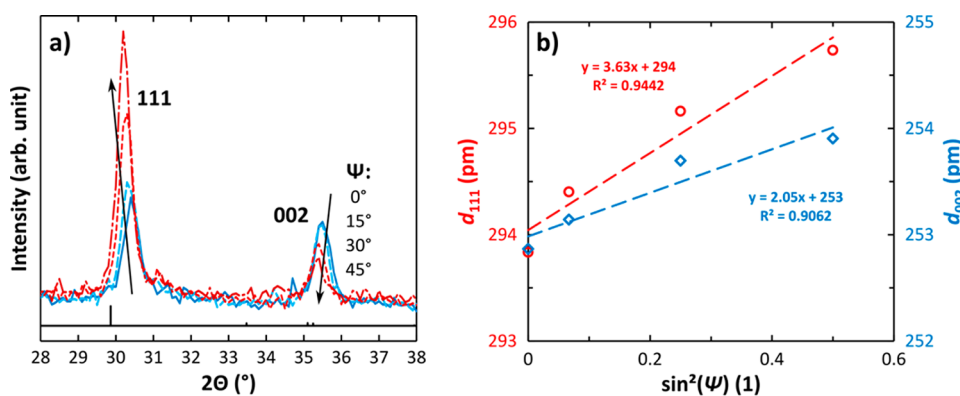 a)
Intensity (arb. unit)
111
002
Ψ:
0°
15°
30°
45°
28 29 30 31 32 33 34 35 36 37 38
2Θ (°)
b)
296
295
294
293
d111 (pm)
y = 3.63x + 294
R² = 0.9442
y = 2.05x + 253
R² = 0.9062
255
254
253
252
d002 (pm)
0 0.2 0.4 0.6
sin²(Ψ) (1)